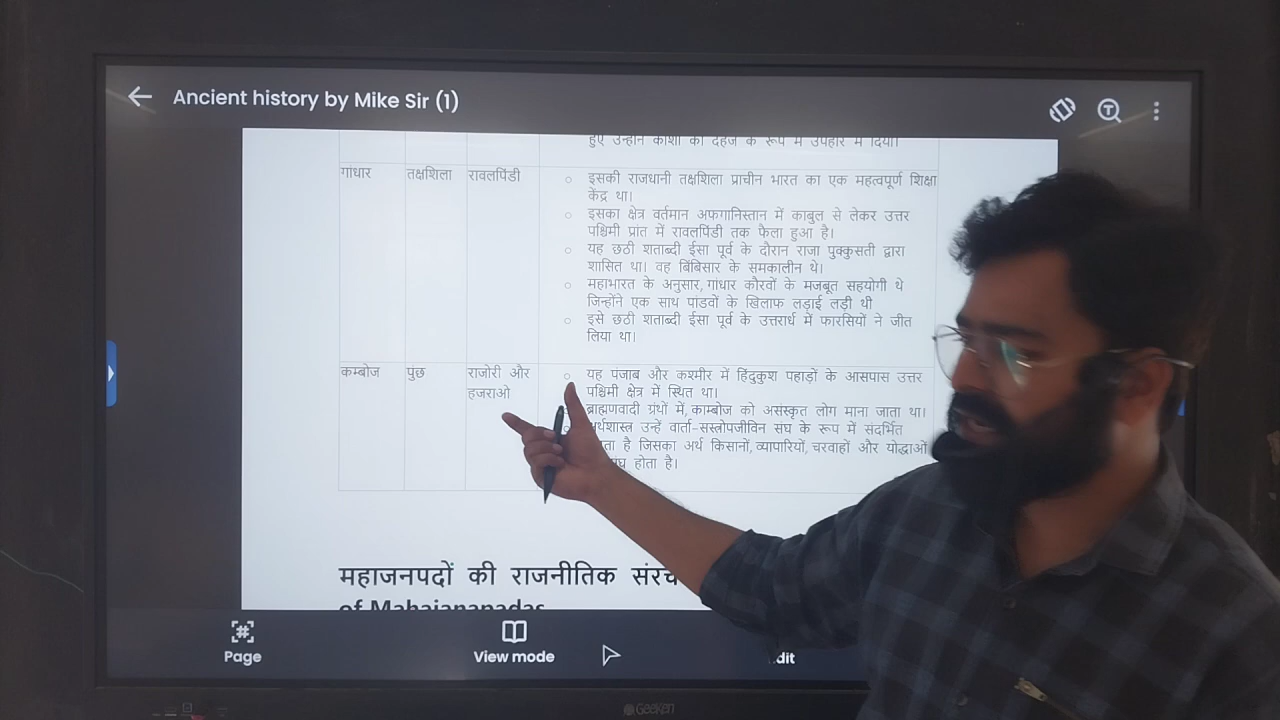 Ancient history by Mike Sir (1)
गांधार
तक्षशिला
रावलपिंडी
इसकी राजधानी तक्षशिला प्राचीन भारत का एक महत्वपूर्ण शिक्षा
केंद्र था।
इसका क्षेत्र वर्तमान अफगानिस्तान में काबुल से लेकर उत्तर
पश्चिमी प्रांत में रावलपिंडी तक फैला हुआ है।
यह छठी शताब्दी ईसा पूर्व के दौरान राजा पुक्कुसती द्वारा
शासित था। वह बिंबिसार के समकालीन थे।
महाभारत के अनुसार, गांधार कौरवों के मजबूत सहयोगी थे
जिन्होंने एक साथ पांडवों के खिलाफ लड़ाई लड़ी थी
इसे छठी शताब्दी ईसा पूर्व के उत्तरार्ध में फारसियों ने जीत
लिया था।
कम्बोज
पुंछ
राजोरी और
हजराओ
यह पंजाब और कश्मीर में हिंदुकुश पहाड़ों के आसपास उत्तर
पश्चिमी क्षेत्र में स्थित था।
ब्राह्मणवादी ग्रंथों में, काम्बोज को असंस्कृत लोग माना जाता था।
उन्हें वार्ता-सस्त्रोपजीविन संघ के रूप में संदर्भित
है जिसका अर्थ किसानों, व्यापारियों, चरवाहों और योद्धाओं
होता है।
महाजनपदों की राजनीतिक
of Mahajanapadas
Page
View mode
GeeKen